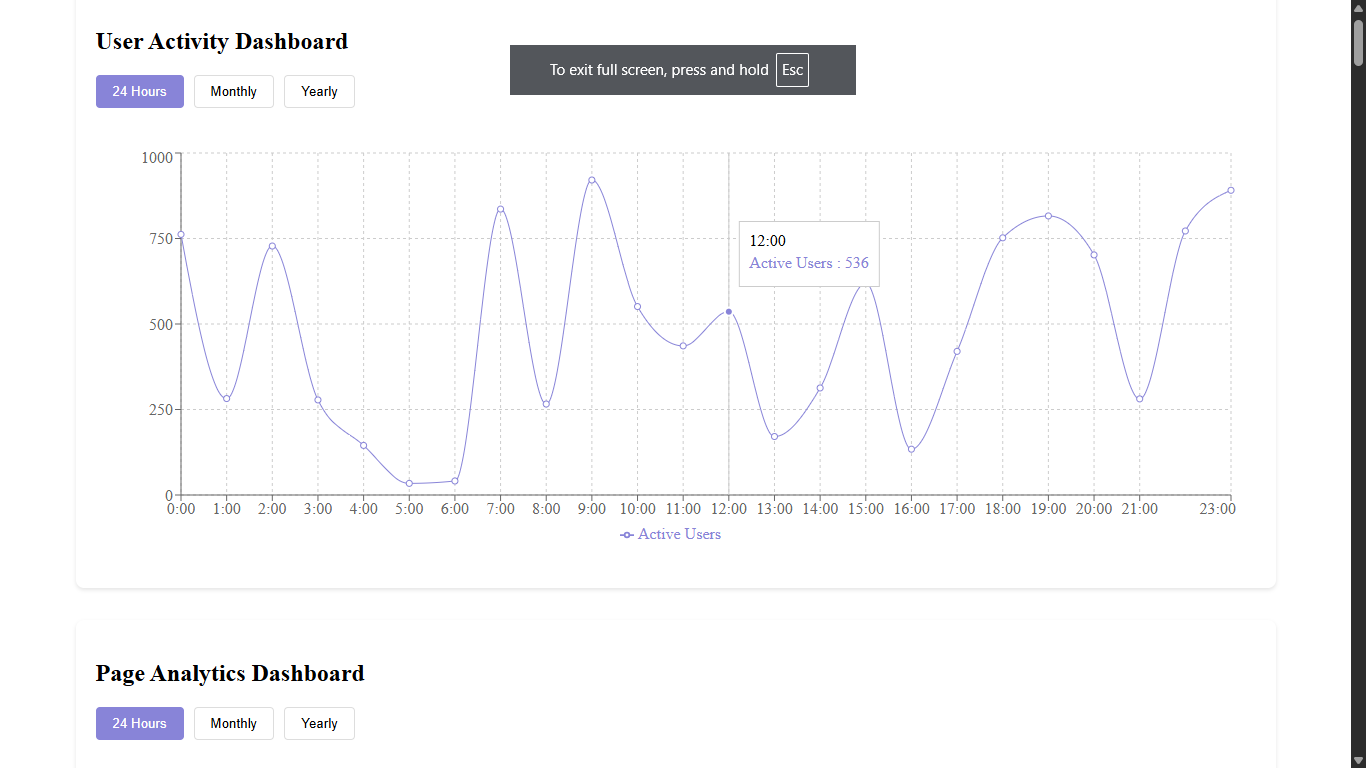 User Activity Dashboard
To exit full screen, press and hold Esc
24 Hours Monthly Yearly
1000
750
500
250
0
12:00
Active Users : 536
0:00 1:00 2:00 3:00 4:00 5:00 6:00 7:00 8:00 9:00 10:00 11:00 12:00 13:00 14:00 15:00 16:00 17:00 18:00 19:00 20:00 21:00 23:00
Active Users
Page Analytics Dashboard
24 Hours Monthly Yearly